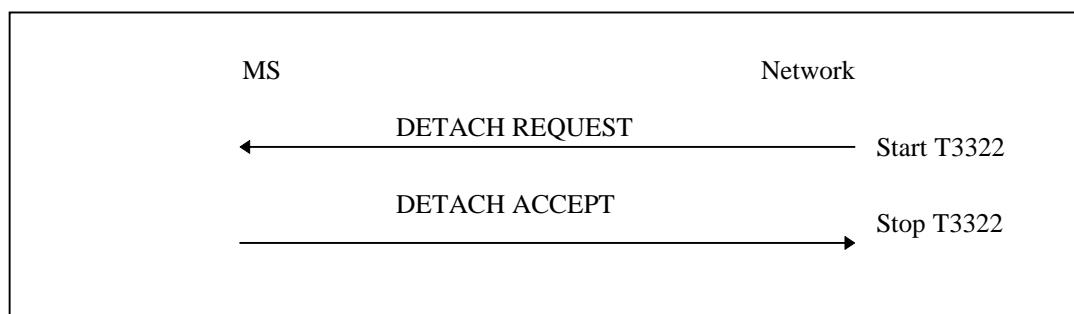 MS
Network
DETACH REQUEST
Start T3322
DETACH ACCEPT
Stop T3322